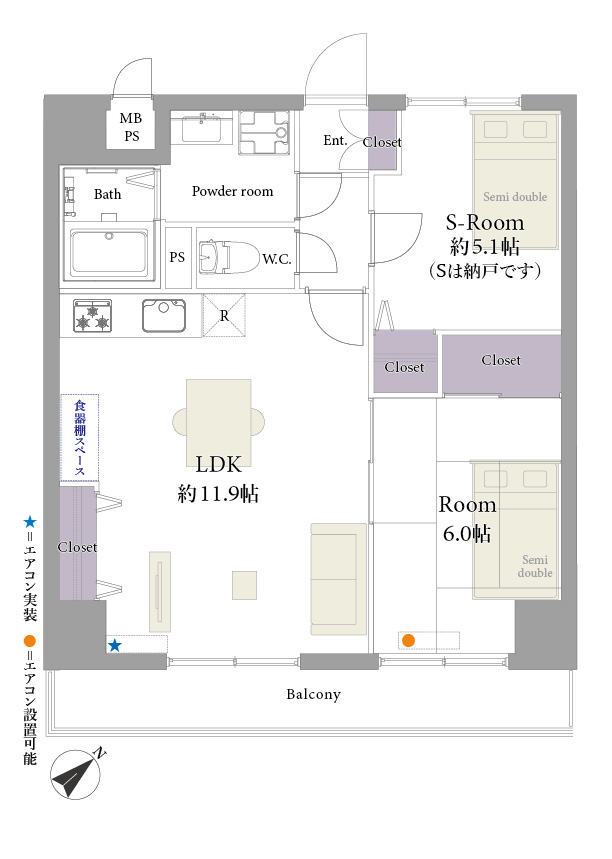 MB
PS
Ent.
Closet
Bath
Powder room
Semi double
S-Room
約5.1帖
（Sは納戸です）
PS
W.C.
R
Closet
Closet
食器棚スペース
LDK
約11.9帖
Room
6.0帖
Closet
Semi
double
★=エアコン実装
●=エアコン設置可能
★
●
Balcony
N